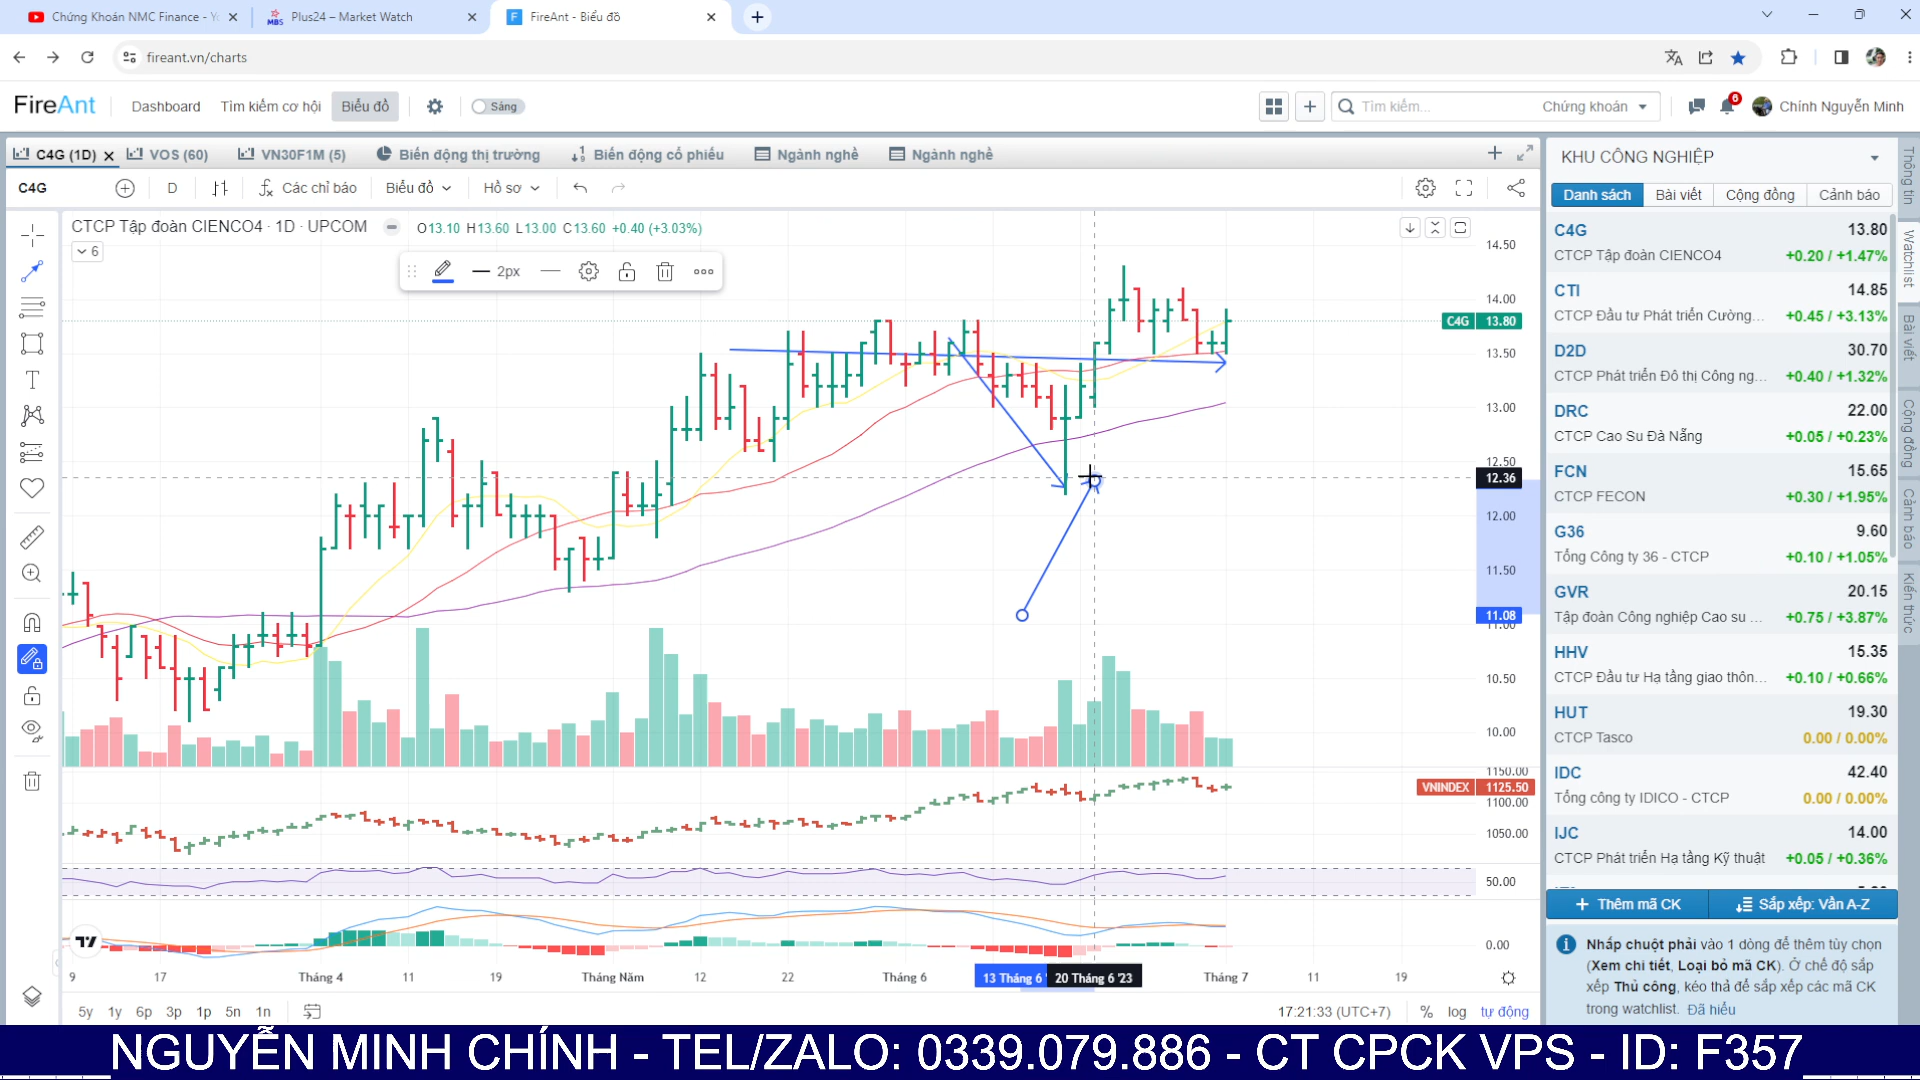 Chứng Khoán NMC Finance - Yo
Plus24 – Market Watch
FireAnt - Biểu đồ
fireant.vn/charts
FireAnt
Dashboard
Tìm kiếm cơ hội
Biểu đồ
Sáng
Tìm kiếm...
Chứng khoán
6
Chính Nguyễn Minh
C4G (1D)
VOS (60)
VN30F1M (5)
Biến động thị trường
Biến động cổ phiếu
Ngành nghề
Ngành nghề
C4G
D
Các chỉ báo
Biểu đồ
Hồ sơ
CTCP Tập đoàn CIENCO4 · 1D · UPCOM
O13.10 H13.60 L13.00 C13.60 +0.40 (+3.03%)
6
2px
14.50
14.00
C4G 13.80
13.50
13.00
12.50
12.36
12.00
11.50
11.08
11.00
10.50
10.00
1150.00
VNINDEX 1125.50
1100.00
1050.00
50.00
0.00
9
17
Tháng 4
11
19
Tháng Năm
12
22
Tháng 6
13 Tháng 6
20 Tháng 6 '23
Tháng 7
11
19
5y
1y
6p
3p
1p
5n
1n
17:21:33 (UTC+7)
%
log
tự động
KHU CÔNG NGHIỆP
Danh sách
Bài viết
Cộng đồng
Cảnh báo
C4G 13.80
CTCP Tập đoàn CIENCO4 +0.20 / +1.47%
CTI 14.85
CTCP Đầu tư Phát triển Cường... +0.45 / +3.13%
D2D 30.70
CTCP Phát triển Đô thị Công ng... +0.40 / +1.32%
DRC 22.00
CTCP Cao Su Đà Nẵng +0.05 / +0.23%
FCN 15.65
CTCP FECON +0.30 / +1.95%
G36 9.60
Tổng Công ty 36 - CTCP +0.10 / +1.05%
GVR 20.15
Tập đoàn Công nghiệp Cao su ... +0.75 / +3.87%
HHV 15.35
CTCP Đầu tư Hạ tầng giao thôn... +0.10 / +0.66%
HUT 19.30
CTCP Tasco 0.00 / 0.00%
IDC 42.40
Tổng công ty IDICO - CTCP 0.00 / 0.00%
IJC 14.00
CTCP Phát triển Hạ tầng Kỹ thuật +0.05 / +0.36%
Thêm mã CK
Sắp xếp: Vần A-Z
Nhấp chuột phải vào 1 dòng để thêm tùy chọn
(Xem chi tiết, Loại bỏ mã CK). Ở chế độ sắp
xếp Thủ công, kéo thả để sắp xếp các mã CK
trong watchlist. Đã hiểu
Thông tin
Watchlist
Bài viết
Cộng đồng
Cảnh báo
Kiến thức
NGUYỄN MINH CHÍNH - TEL/ZALO: 0339.079.886 - CT CPCK VPS - ID: F357